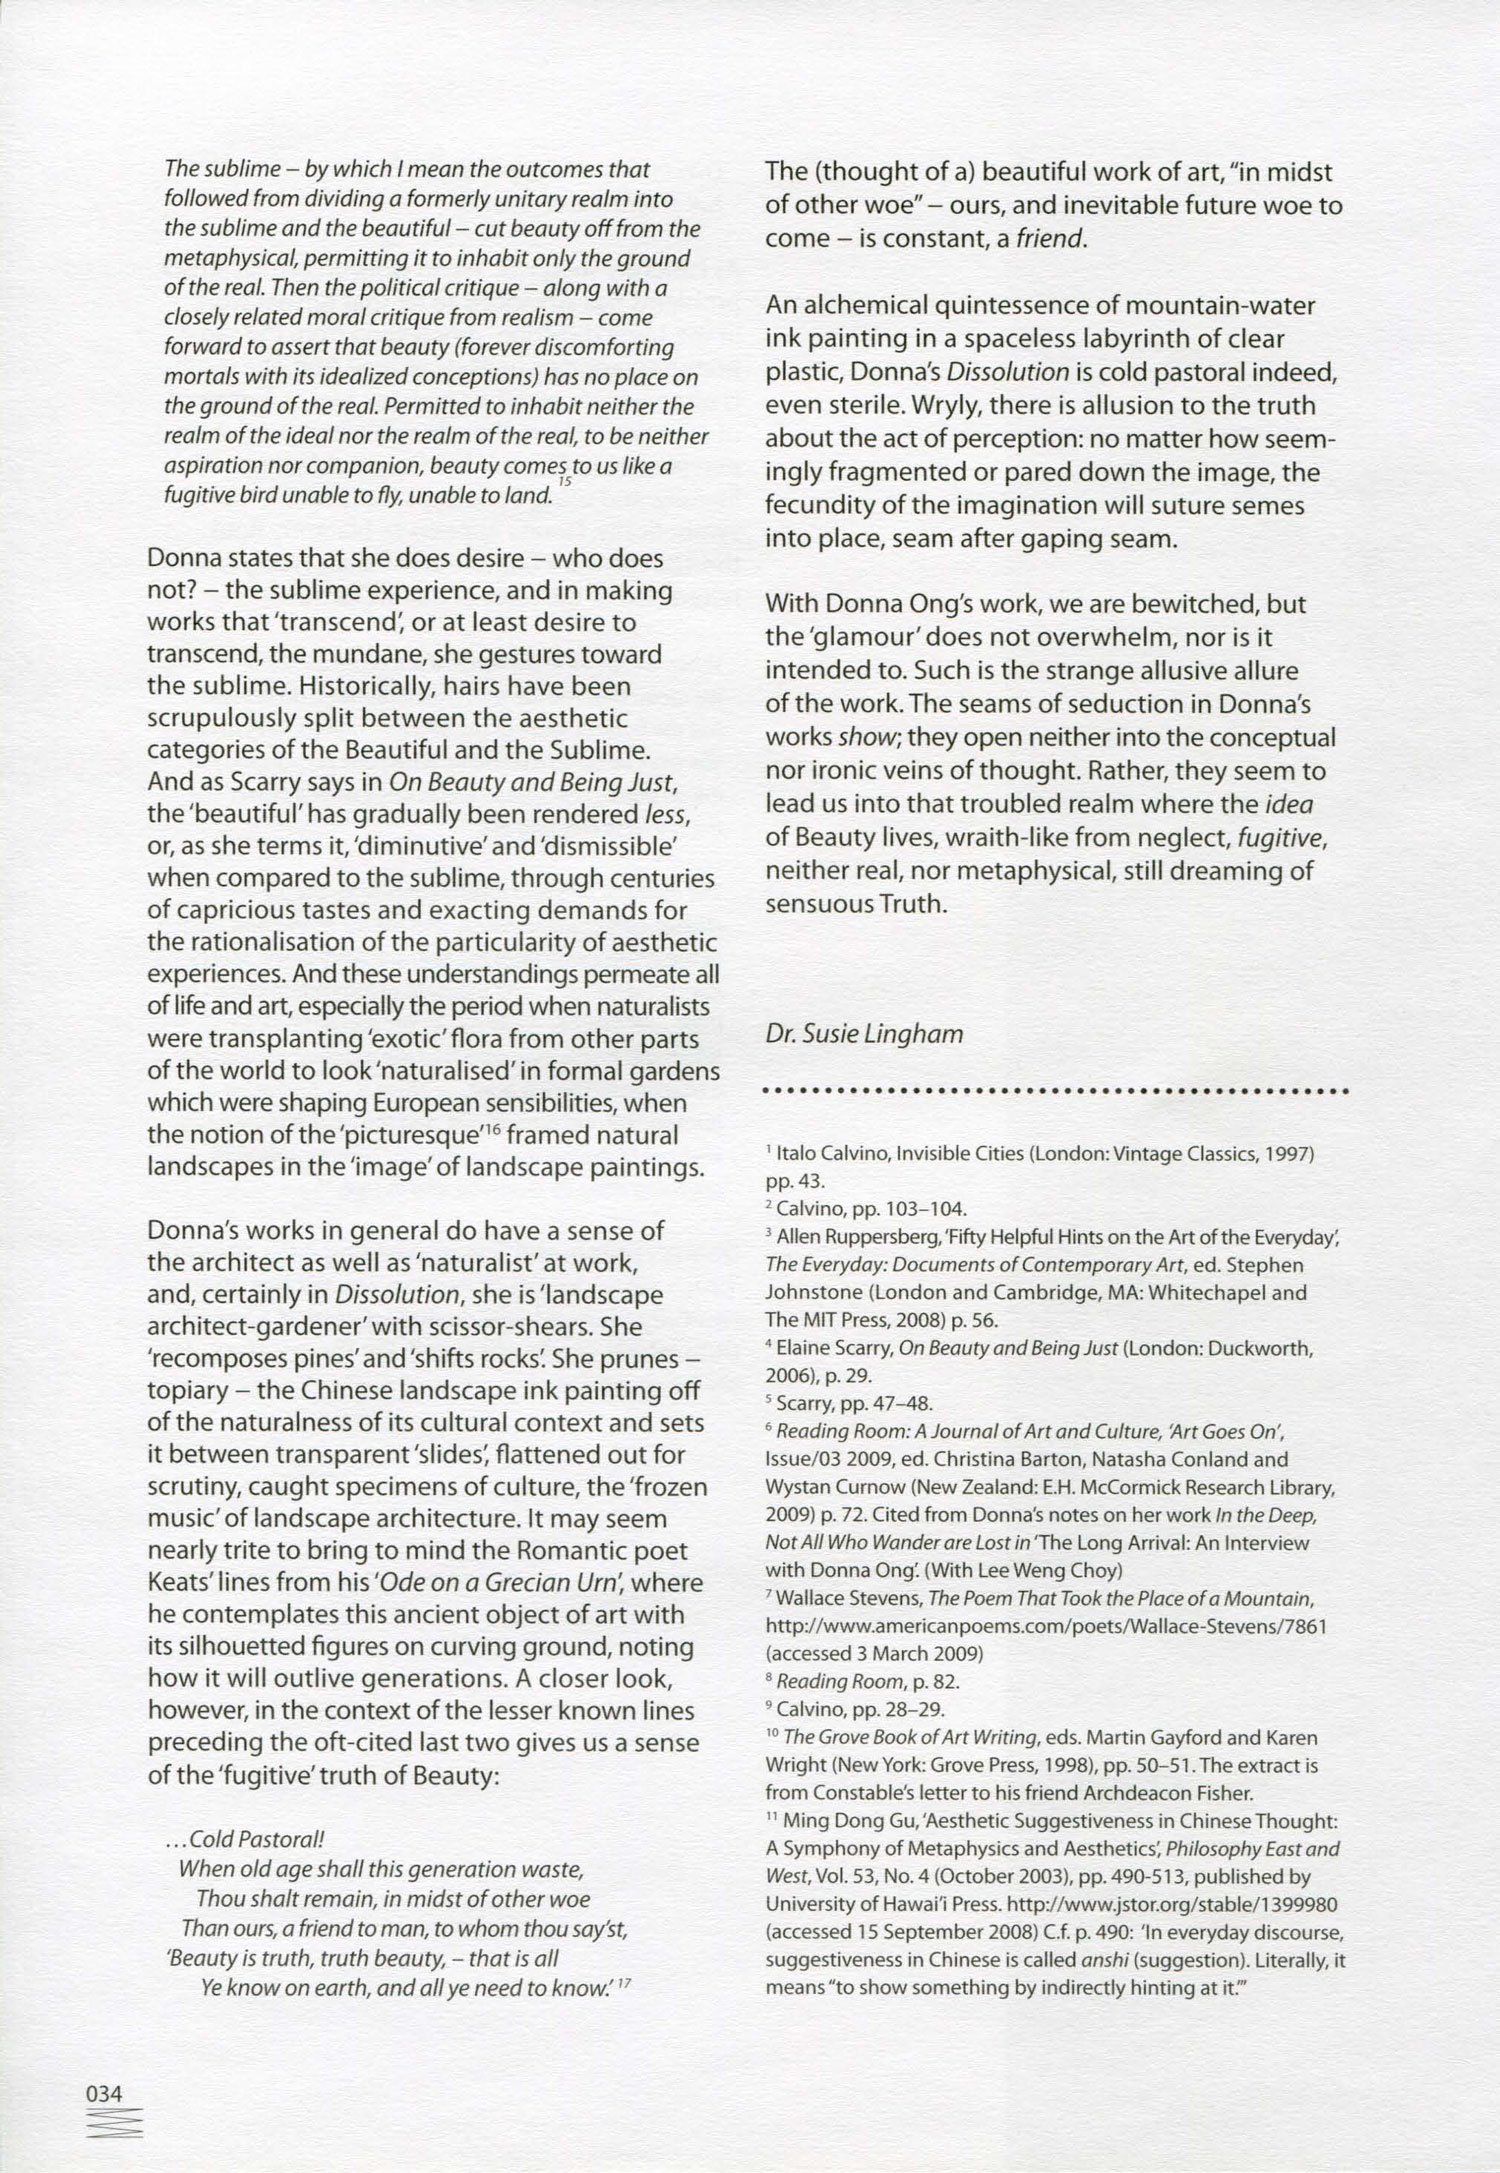 The sublime – by which I mean the outcomes that
followed from dividing a formerly unitary realm into
the sublime and the beautiful – cut beauty off from the
metaphysical, permitting it to inhabit only the ground
of the real. Then the political critique – along with a
closely related moral critique from realism – come
forward to assert that beauty (forever discomforting
mortals with its idealized conceptions) has no place on
the ground of the real. Permitted to inhabit neither the
realm of the ideal nor the realm of the real, to be neither
aspiration nor companion, beauty comes to us like a
fugitive bird unable to fly, unable to land. 15
Donna states that she does desire – who does
not? – the sublime experience, and in making
works that ‘transcend’, or at least desire to
transcend, the mundane, she gestures toward
the sublime. Historically, hairs have been
scrupulously split between the aesthetic
categories of the Beautiful and the Sublime.
And as Scarry says in On Beauty and Being Just,
the ‘beautiful’ has gradually been rendered less,
or, as she terms it, ‘diminutive’ and ‘dismissible’
when compared to the sublime, through centuries
of capricious tastes and exacting demands for
the rationalisation of the particularity of aesthetic
experiences. And these understandings permeate all
of life and art, especially the period when naturalists
were transplanting ‘exotic’ flora from other parts
of the world to look ‘naturalised’ in formal gardens
which were shaping European sensibilities, when
the notion of the ‘picturesque’16 framed natural
landscapes in the ‘image’ of landscape paintings.
Donna’s works in general do have a sense of
the architect as well as ‘naturalist’ at work,
and, certainly in Dissolution, she is ‘landscape
architect-gardener’ with scissor-shears. She
‘recomposes pines’ and ‘shifts rocks’. She prunes –
topiary – the Chinese landscape ink painting off
of the naturalness of its cultural context and sets
it between transparent ‘slides’, flattened out for
scrutiny, caught specimens of culture, the ‘frozen
music’ of landscape architecture. It may seem
nearly trite to bring to mind the Romantic poet
Keats’ lines from his ‘Ode on a Grecian Urn’, where
he contemplates this ancient object of art with
its silhouetted figures on curving ground, noting
how it will outlive generations. A closer look,
however, in the context of the lesser known lines
preceding the oft-cited last two gives us a sense
of the ‘fugitive’ truth of Beauty:
…Cold Pastoral!
When old age shall this generation waste,
Thou shalt remain, in midst of other woe
Than ours, a friend to man, to whom thou say’st,
‘Beauty is truth, truth beauty, – that is all
Ye know on earth, and all ye need to know.’ 17
034
The (thought of a) beautiful work of art, “in midst
of other woe” – ours, and inevitable future woe to
come – is constant, a friend.
An alchemical quintessence of mountain-water
ink painting in a spaceless labyrinth of clear
plastic, Donna’s Dissolution is cold pastoral indeed,
even sterile. Wryly, there is allusion to the truth
about the act of perception: no matter how seem-
ingly fragmented or pared down the image, the
fecundity of the imagination will suture semes
into place, seam after gaping seam.
With Donna Ong’s work, we are bewitched, but
the ‘glamour’ does not overwhelm, nor is it
intended to. Such is the strange allusive allure
of the work. The seams of seduction in Donna’s
works show; they open neither into the conceptual
nor ironic veins of thought. Rather, they seem to
lead us into that troubled realm where the idea
of Beauty lives, wraith-like from neglect, fugitive,
neither real, nor metaphysical, still dreaming of
sensuous Truth.
Dr. Susie Lingham
1 Italo Calvino, Invisible Cities (London: Vintage Classics, 1997)
pp. 43.
2 Calvino, pp. 103–104.
3 Allen Ruppersberg, ‘Fifty Helpful Hints on the Art of the Everyday’,
The Everyday: Documents of Contemporary Art, ed. Stephen
Johnstone (London and Cambridge, MA: Whitechapel and
The MIT Press, 2008) p. 56.
4 Elaine Scarry, On Beauty and Being Just (London: Duckworth,
2006), p. 29.
5 Scarry, pp. 47–48.
6 Reading Room: A Journal of Art and Culture, ‘Art Goes On’,
Issue/03 2009, ed. Christina Barton, Natasha Conland and
Wystan Curnow (New Zealand: E.H. McCormick Research Library,
2009) p. 72. Cited from Donna’s notes on her work In the Deep,
Not All Who Wander are Lost in ‘The Long Arrival: An Interview
with Donna Ong’. (With Lee Weng Choy)
7 Wallace Stevens, The Poem That Took the Place of a Mountain,
http://www.americanpoems.com/poets/Wallace-Stevens/7861
(accessed 3 March 2009)
8 Reading Room, p. 82.
9 Calvino, pp. 28–29.
10 The Grove Book of Art Writing, eds. Martin Gayford and Karen
Wright (New York: Grove Press, 1998), pp. 50–51. The extract is
from Constable’s letter to his friend Archdeacon Fisher.
11 Ming Dong Gu, ‘Aesthetic Suggestiveness in Chinese Thought:
A Symphony of Metaphysics and Aesthetics’, Philosophy East and
West, Vol. 53, No. 4 (October 2003), pp. 490-513, published by
University of Hawai’i Press. http://www.jstor.org/stable/1399980
(accessed 15 September 2008) C.f. p. 490: ‘In everyday discourse,
suggestiveness in Chinese is called anshi (suggestion). Literally, it
means “to show something by indirectly hinting at it.”’